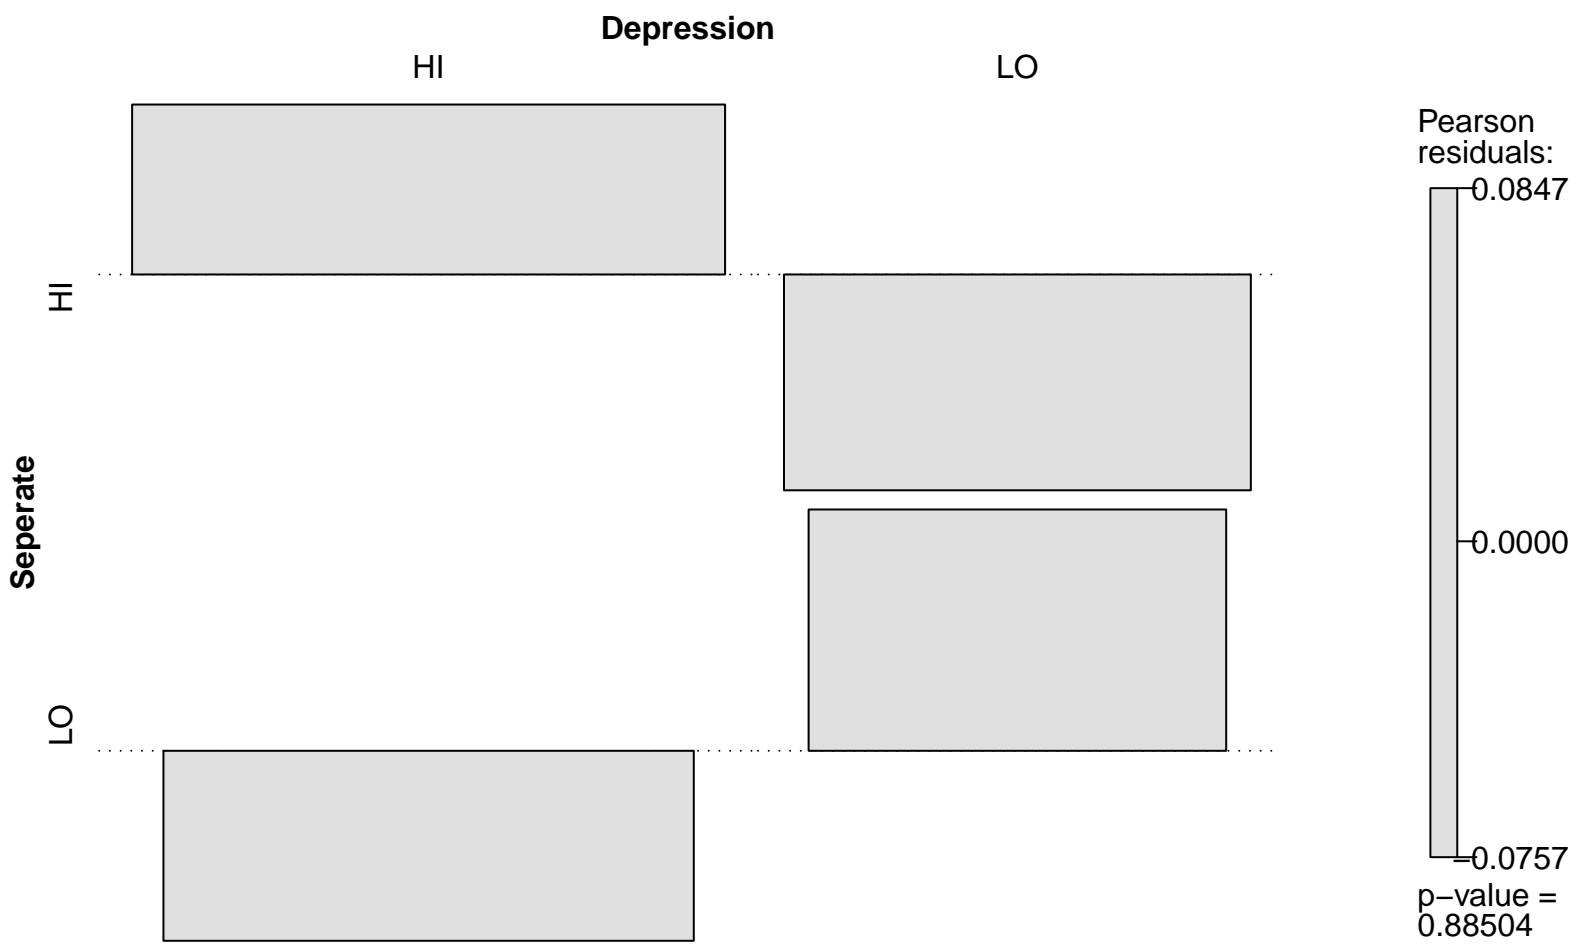 Depression
HI
LO
Pearson
residuals:
0.0847
HI
Seperate
0.0000
LO
−0.0757
p−value =
0.88504